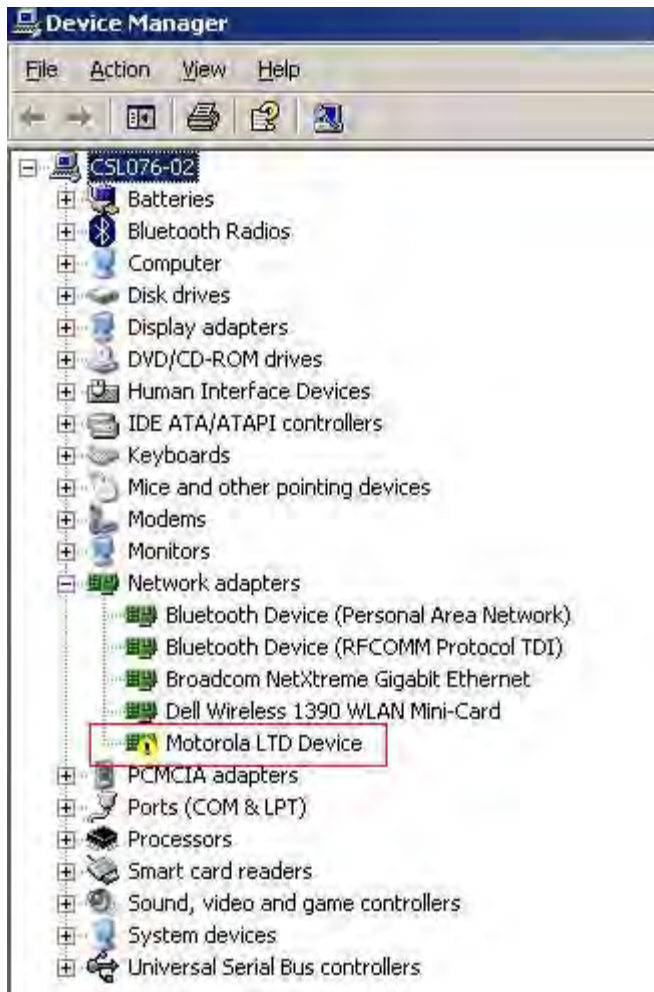 Device Manager
File Action View Help
CSL076-02
Batteries
Bluetooth Radios
Computer
Disk drives
Display adapters
DVD/CD-ROM drives
Human Interface Devices
IDE ATA/ATAPI controllers
Keyboards
Mice and other pointing devices
Modems
Monitors
Network adapters
Bluetooth Device (Personal Area Network)
Bluetooth Device (RFCOMM Protocol TDI)
Broadcom NetXtreme Gigabit Ethernet
Dell Wireless 1390 WLAN Mini-Card
Motorola LTD Device
PCMCIA adapters
Ports (COM & LPT)
Processors
Smart card readers
Sound, video and game controllers
System devices
Universal Serial Bus controllers